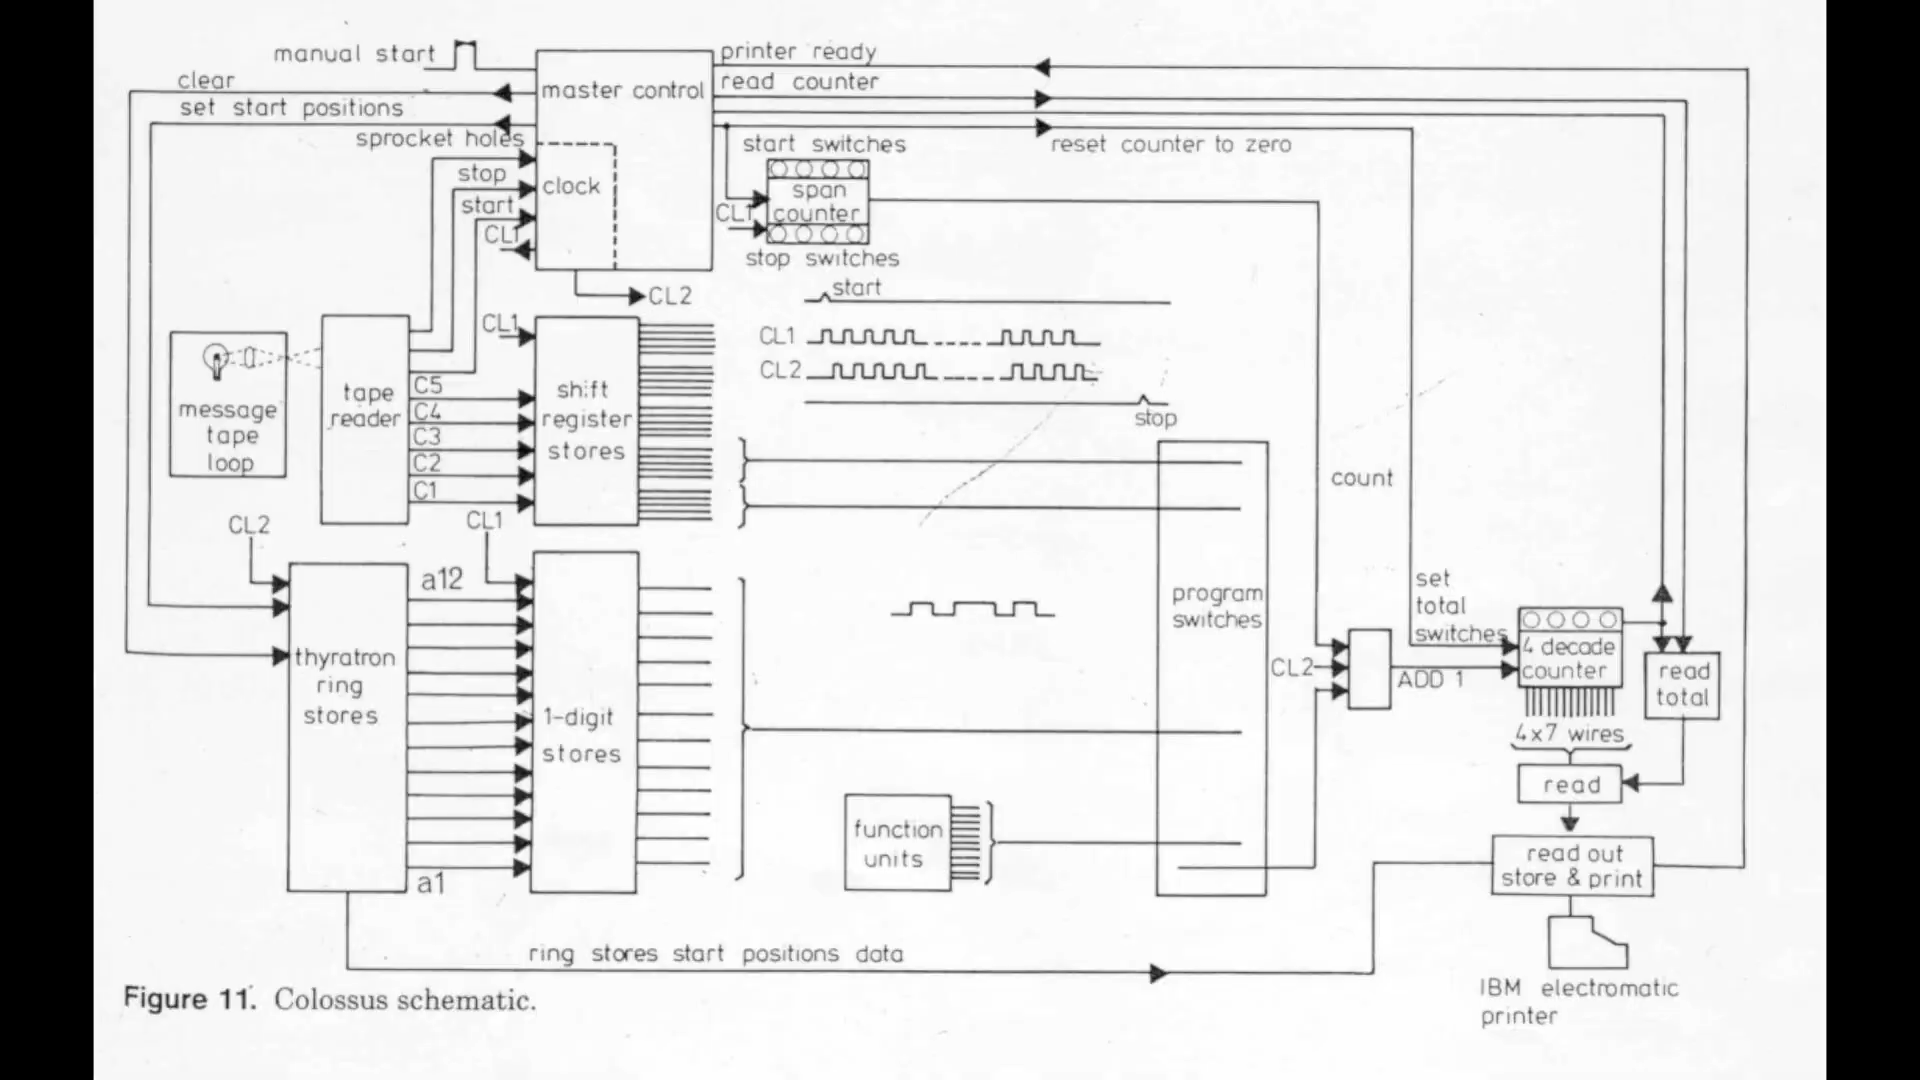 manual start
printer ready
clear
master control
read counter
set start positions
sprocket holes
start switches
reset counter to zero
stop
clock
span
start
CL1
CL1
counter
stop switches
CL2
start
CL1
CL1
CL2
message
tape
loop
tape
reader
C5
C4
C3
C2
C1
shift
register
stores
stop
count
CL2
CL1
a12
program
switches
set
total
switches
4 decade
counter
thyratron
ring
stores
CL2
ADD 1
read
total
1-digit
stores
4x7 wires
read
function
units
a1
read out
store & print
ring stores start positions data
IBM electromatic
printer
Figure 11. Colossus schematic.